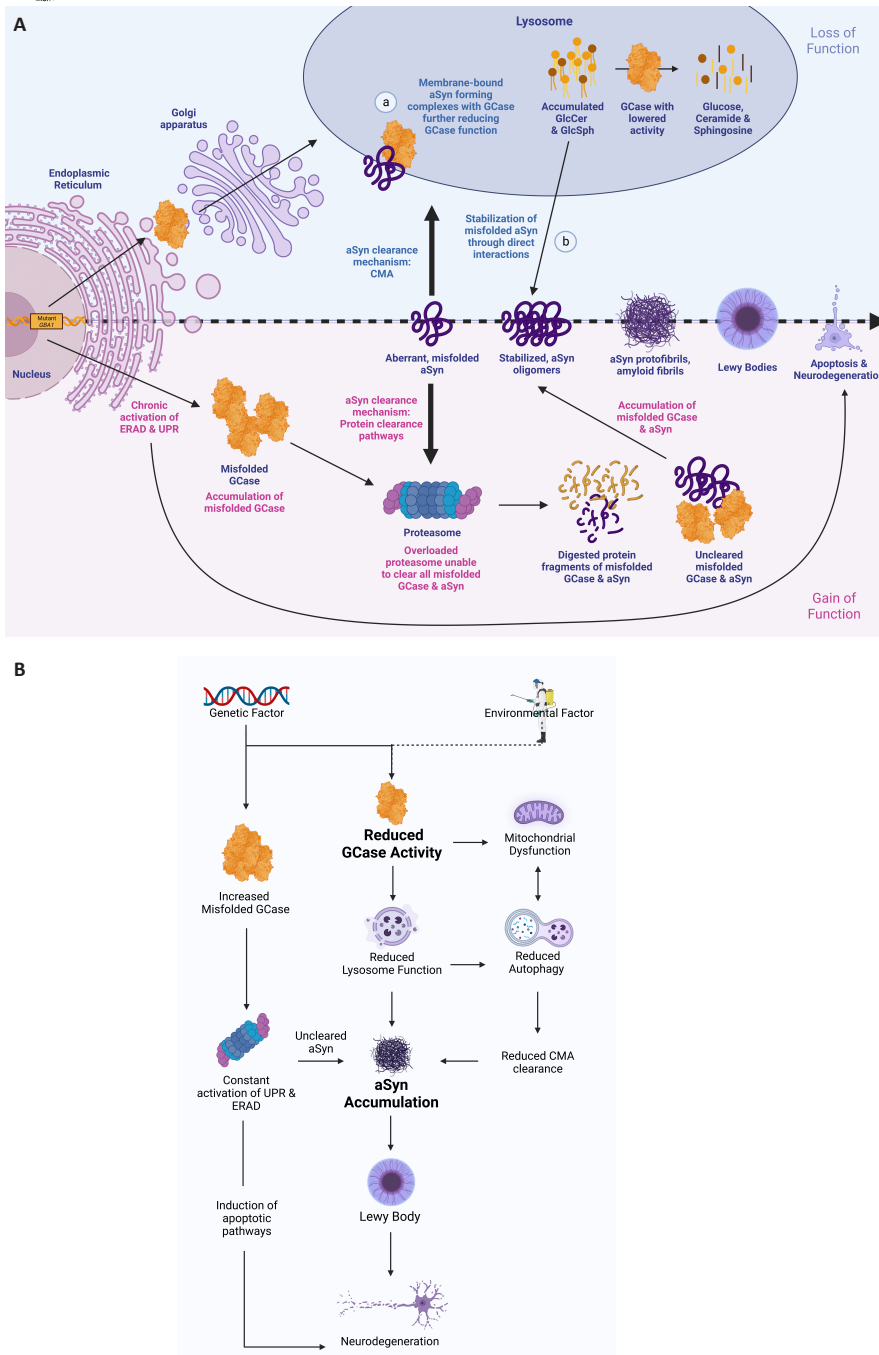 A
Lysosome
Loss of
Function
Membrane-bound
aSyn forming
complexes with GCase
further reducing
GCase function
a
Accumulated
GlcCer
& GlcSph
GCase with
lowered
activity
Glucose,
Ceramide &
Sphingosine
Golgi
apparatus
Endoplasmic
Reticulum
aSyn clearance
mechanism:
CMA
Stabilization of
misfolded aSyn
through direct
interactions
b
Mutant
GBA1
Nucleus
Aberrant, misfolded
aSyn
Stabilized, aSyn
oligomers
aSyn protofibrils,
amyloid fibrils
Lewy Bodies
Apoptosis &
Neurodegeneratio
Chronic
activation of
ERAD & UPR
aSyn clearance
mechanism:
Protein clearance
pathways
Accumulation of
misfolded GCase
& aSyn
Misfolded
GCase
Accumulation of
misfolded GCase
Proteasome
Overloaded
proteasome unable
to clear all misfolded
GCase & aSyn
Digested protein
fragments of misfolded
GCase & aSyn
Uncleared
misfolded
GCase & aSyn
Gain of
Function
B
Genetic Factor
Environmental Factor
Reduced
GCase Activity
Mitochondrial
Dysfunction
Increased
Misfolded GCase
Reduced
Lysosome Function
Reduced
Autophagy
Uncleared
aSyn
Constant
activation of UPR &
ERAD
aSyn
Accumulation
Reduced CMA
clearance
Induction of
apoptotic
pathways
Lewy Body
Neurodegeneration